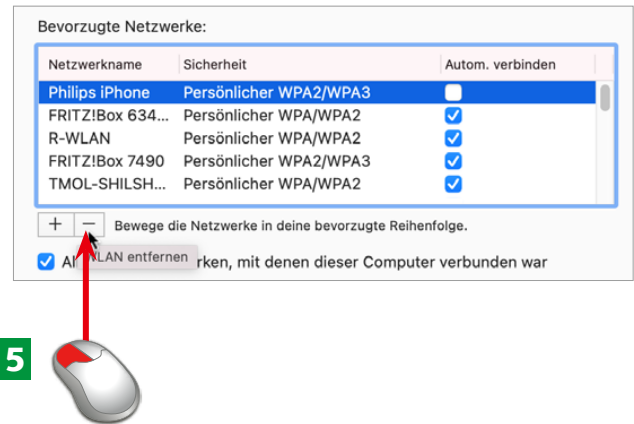 Bevorzugte Netzwerke:
Netzwerkname Sicherheit Autom. verbinden
Philips iPhone Persönlicher WPA2/WPA3
FRITZ!Box 634... Persönlicher WPA/WPA2
R-WLAN Persönlicher WPA/WPA2
FRITZ!Box 7490 Persönlicher WPA2/WPA3
TMOL-SHILSH... Persönlicher WPA/WPA2
+ − Bewege die Netzwerke in deine bevorzugte Reihenfolge.
WLAN entfernen
rken, mit denen dieser Computer verbunden war
5